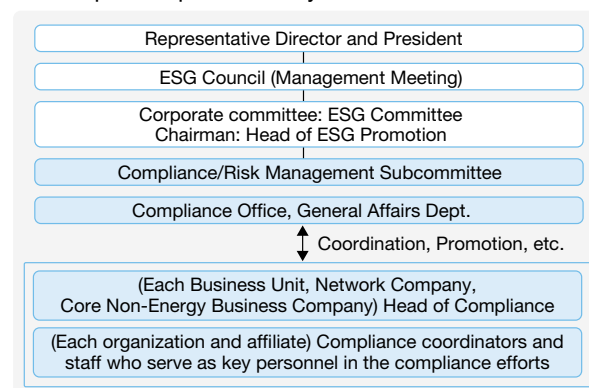 Representative Director and President
ESG Council (Management Meeting)
Corporate committee: ESG Committee
Chairman: Head of ESG Promotion
Compliance/Risk Management Subcommittee
Compliance Office, General Affairs Dept.
Coordination, Promotion, etc.
(Each Business Unit, Network Company,
Core Non-Energy Business Company) Head of Compliance
(Each organization and affiliate) Compliance coordinators and
staff who serve as key personnel in the compliance efforts